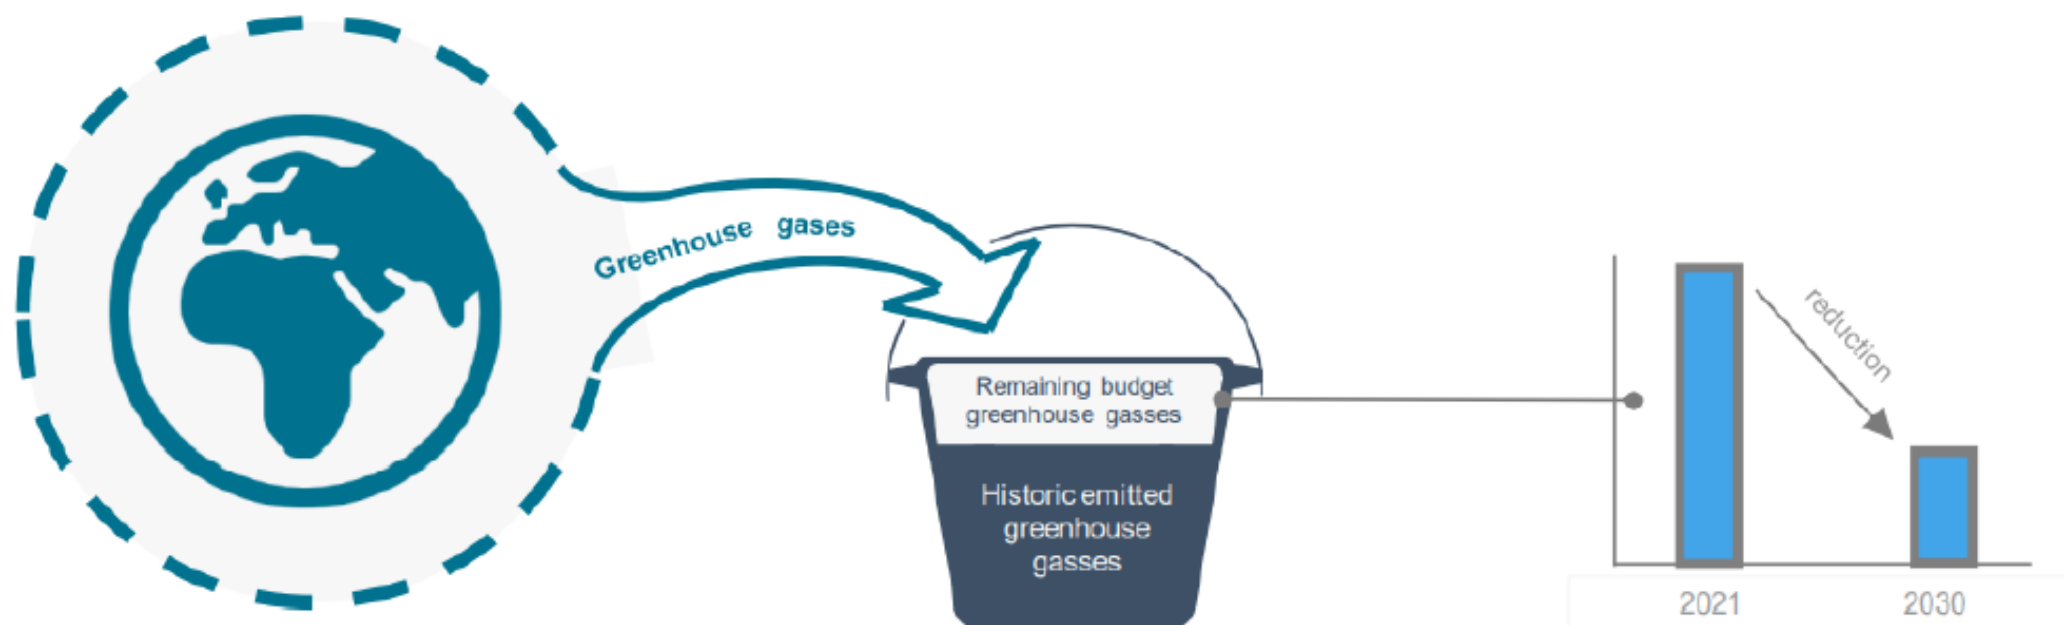 Greenhouse gases
Remaining budget
greenhouse gasses
Historic emitted
greenhouse
gasses
reduction
2021
2030